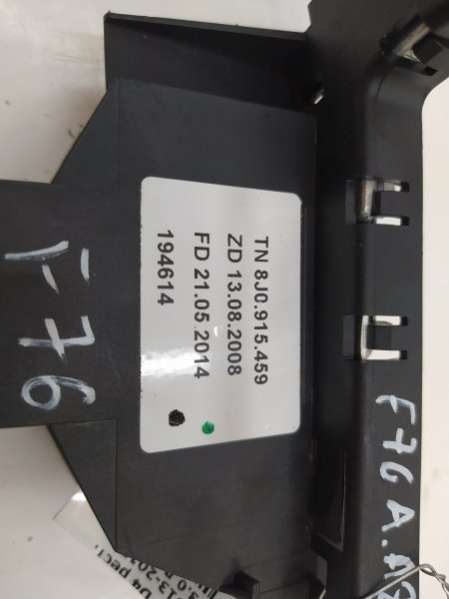 TN 8J0.915.459
ZD 13.08.2008
FD 21.05.2014
194614
F76
F76 A.